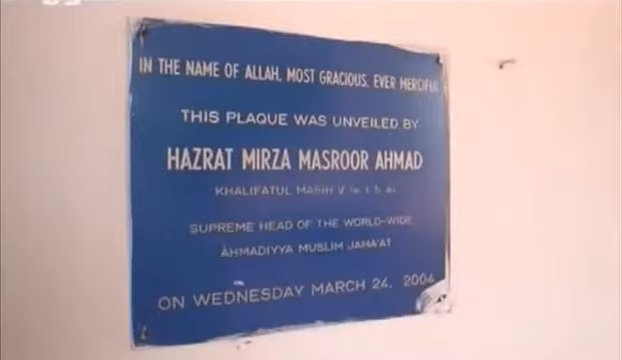 IN THE NAME OF ALLAH, MOST GRACIOUS, EVER MERCIFUL
THIS PLAQUE WAS UNVEILED BY
HAZRAT MIRZA MASROOR AHMAD
KHALIFATUL MASIH V
SUPREME HEAD OF THE WORLD-WIDE
AHMADIYYA MUSLIM JAMA'AT
ON WEDNESDAY MARCH 24, 2004